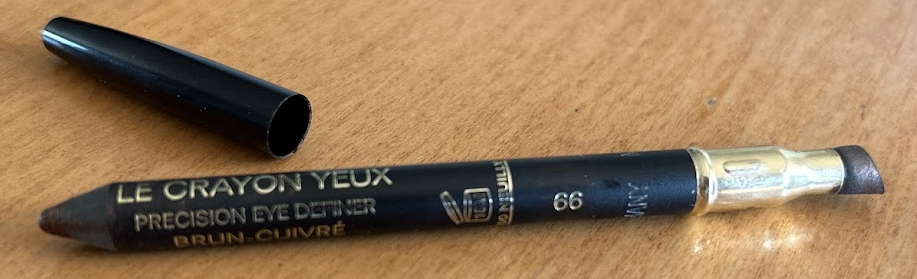 LE CRAYON YEUX
PRECISION EYE DEFINER
BRUN-CUIVRÉ
66